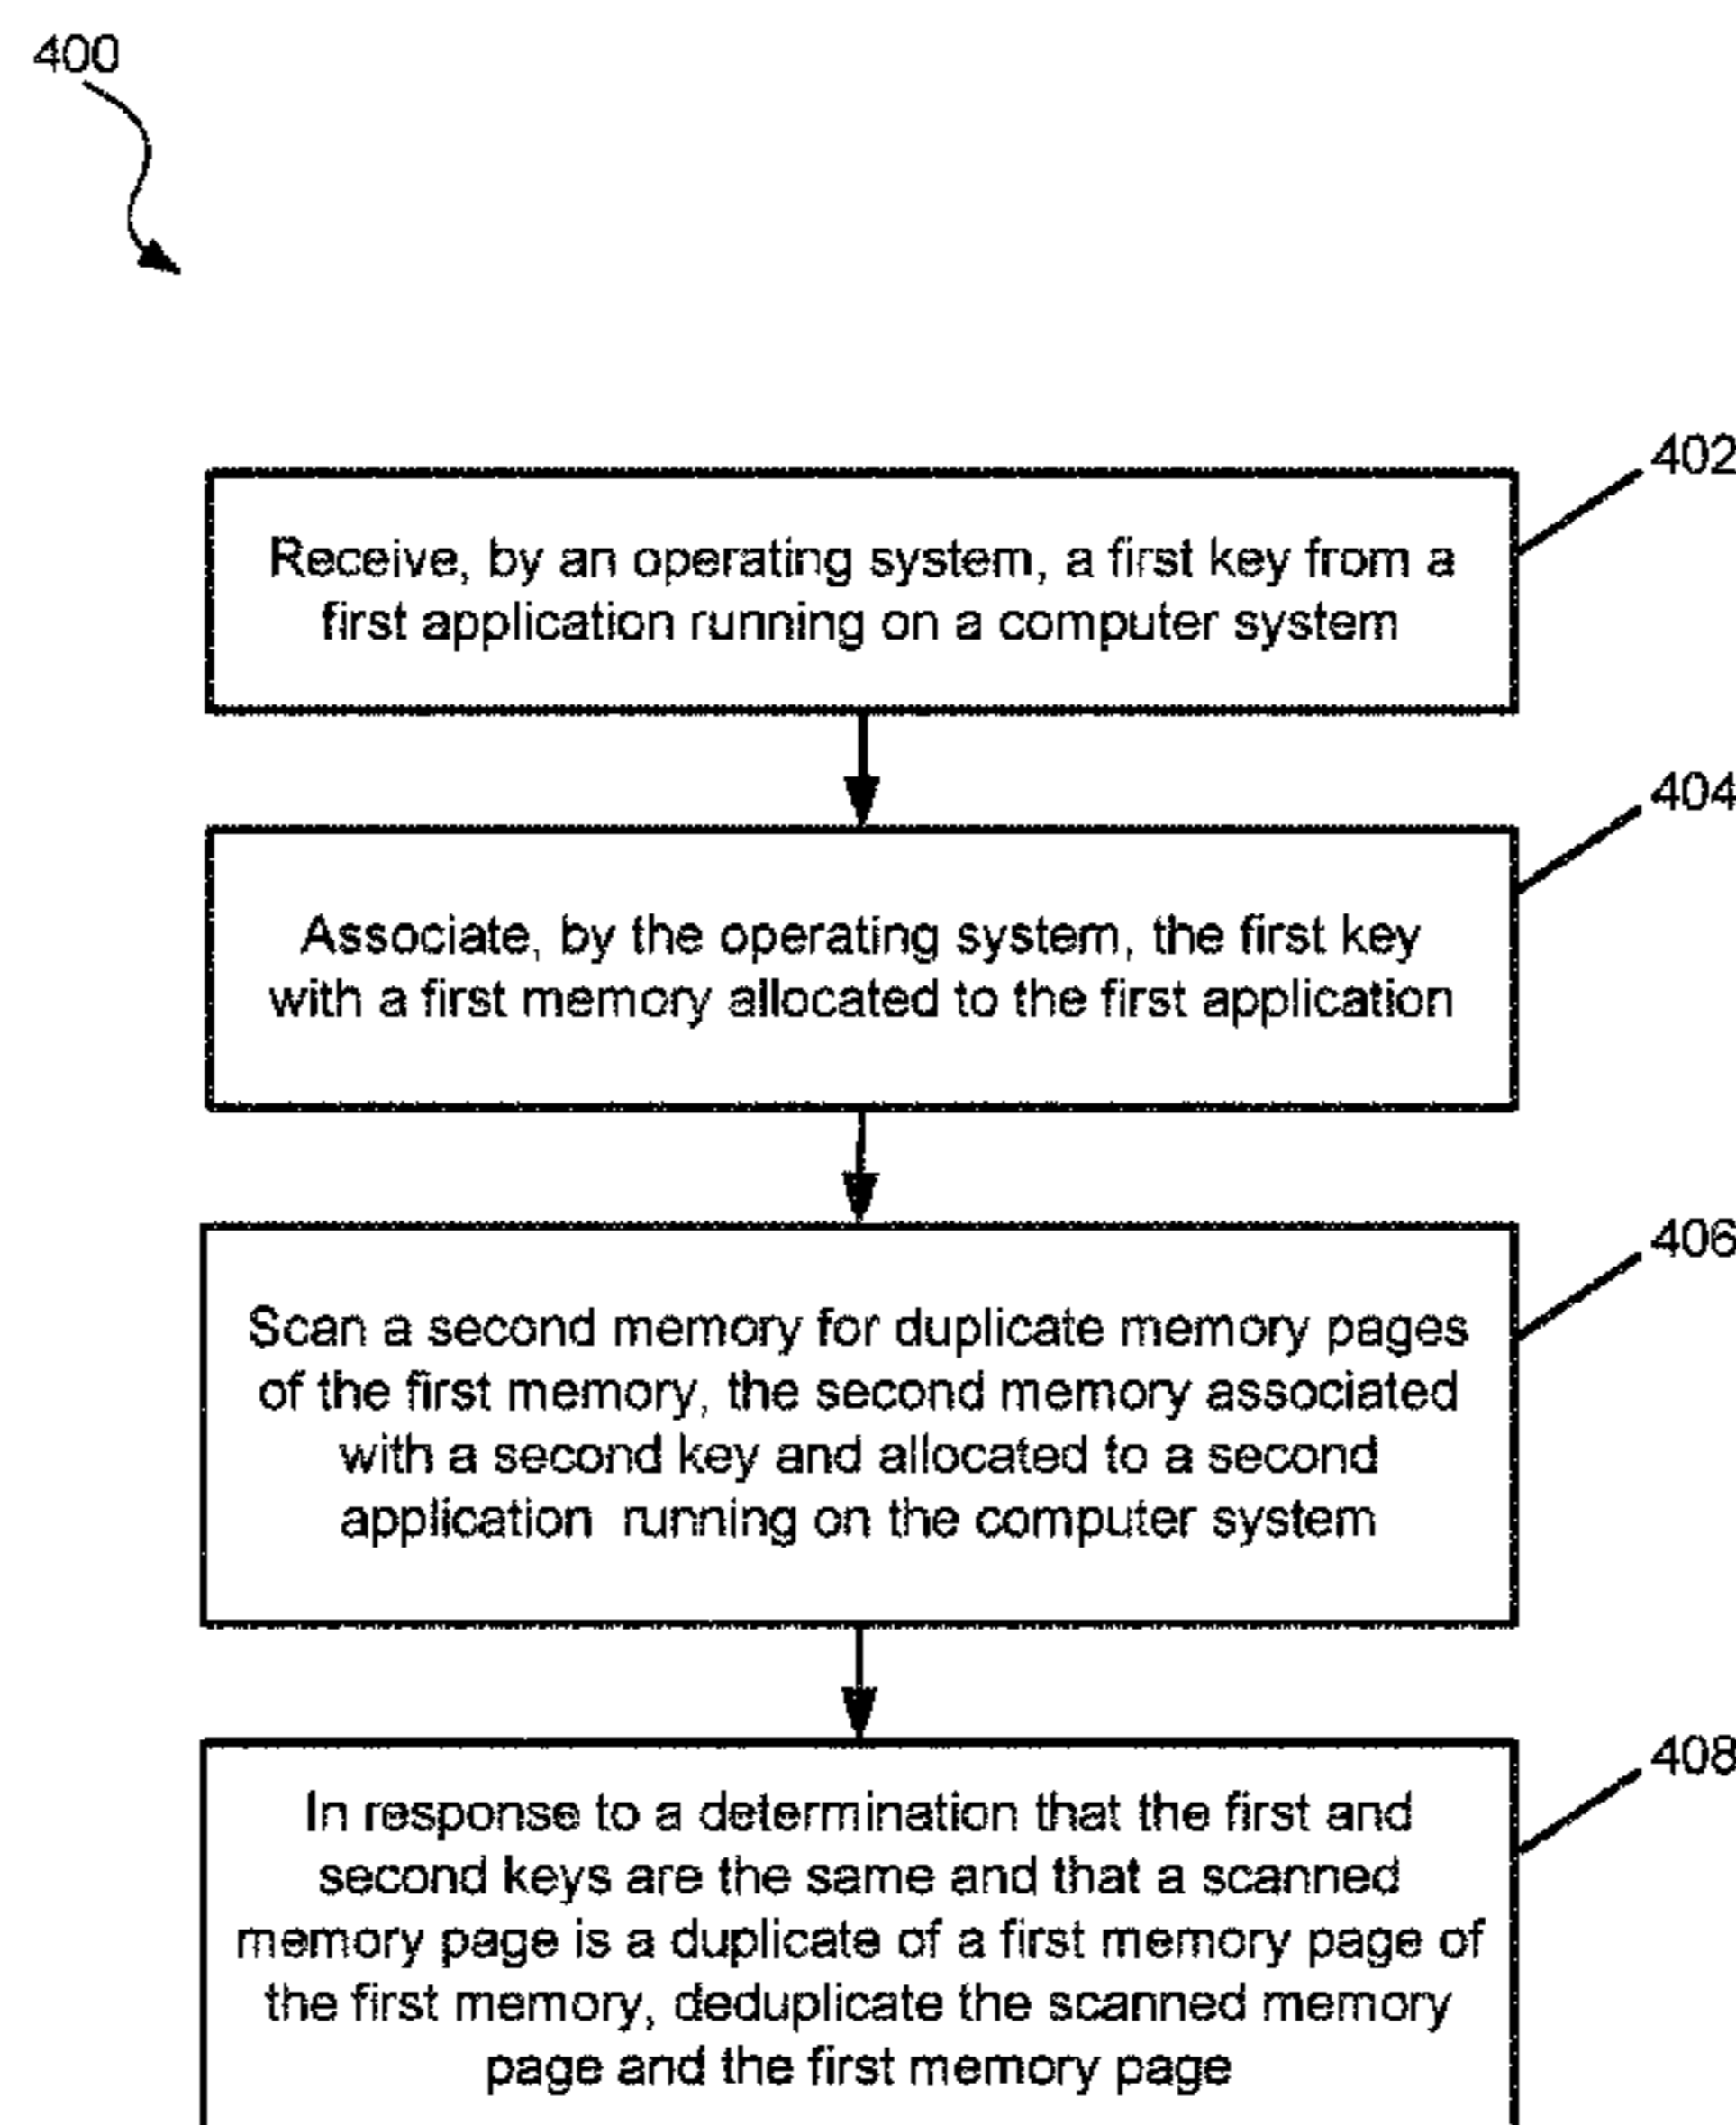 400
402
Receive, by an operating system, a first key from a
first application running on a computer system
404
Associate, by the operating system, the first key
with a first memory allocated to the first application
406
Scan a second memory for duplicate memory pages
of the first memory, the second memory associated
with a second key and allocated to a second
application running on the computer system
408
In response to a determination that the first and
second keys are the same and that a scanned
memory page is a duplicate of a first memory page of
the first memory, deduplicate the scanned memory
page and the first memory page